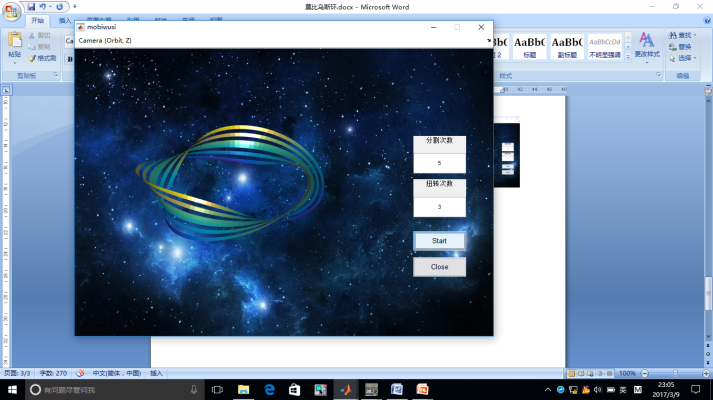 莫比乌斯环.docx - Microsoft Word
开始
插入
mobiwusi
Camera (Orbit, Z)
粘贴
剪切
复制
格式刷
剪贴板
AaBbC
AaBbC
AaBbCcDd
标题
副标题
不明显强调
更改样式
样式
查找
替换
选择
编辑
分割次数
5
扭转次数
3
Start
Close
页面: 3/3
字数: 270
中文(简体，中国)
插入
100%
有问题尽管问我
英
M
23:05
2017/3/9